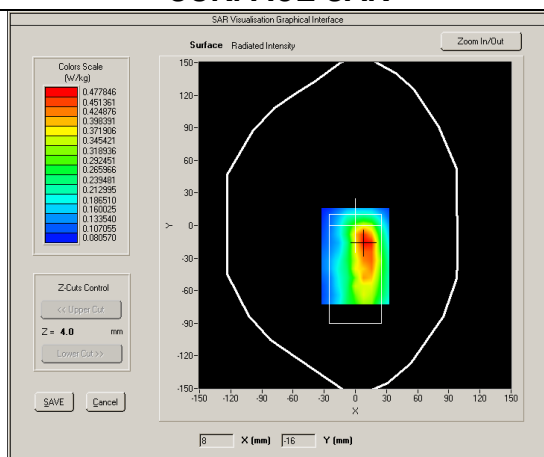 SURFACE SAR
SAR Visualisation Graphical Interface
Surface Radiated Intensity
Zoom In/Out
Colors Scale
(W/kg)
0.477846
0.451361
0.424876
0.398391
0.371906
0.345421
0.318936
0.292451
0.265966
0.239481
0.212995
0.186510
0.160025
0.133540
0.107055
0.080570
Z-Cuts Control
<< Upper Cut
Z = 4.0 mm
Lower Cut >>
SAVE Cancel
150
120
90
60
30
0
-30
-60
-90
-120
-150
Y
-150 -120 -90 -60 -30 0 30 60 90 120 150
X
8 X (mm) -16 Y (mm)